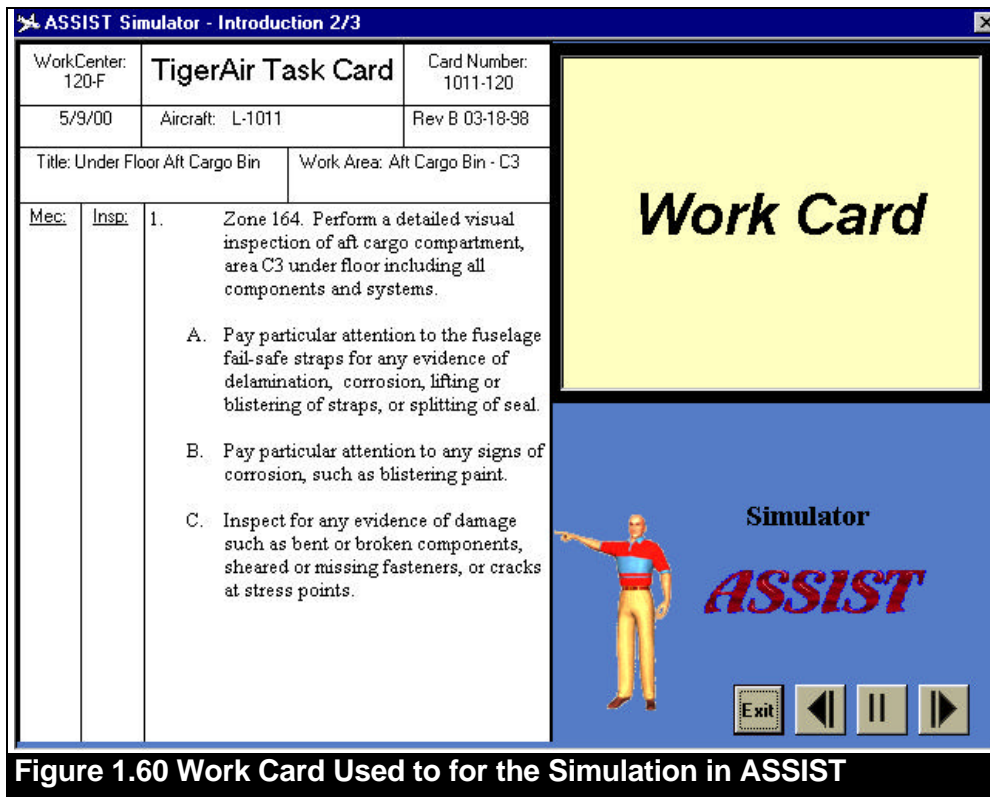 ASSIST Simulator - Introduction 2/3
WorkCenter:
120-F
TigerAir Task Card
Card Number:
1011-120
5/9/00
Aircraft: L-1011
Rev B 03-18-98
Title: Under Floor Aft Cargo Bin
Work Area: Aft Cargo Bin - C3
Mec:
Insp:
1. Zone 164. Perform a detailed visual
inspection of aft cargo compartment,
area C3 under floor including all
components and systems.
A. Pay particular attention to the fuselage
fail-safe straps for any evidence of
delamination, corrosion, lifting or
blistering of straps, or splitting of seal.
B. Pay particular attention to any signs of
corrosion, such as blistering paint.
C. Inspect for any evidence of damage
such as bent or broken components,
sheared or missing fasteners, or cracks
at stress points.
Work Card
Simulator
ASSIST
Exit
Figure 1.60 Work Card Used to for the Simulation in ASSIST